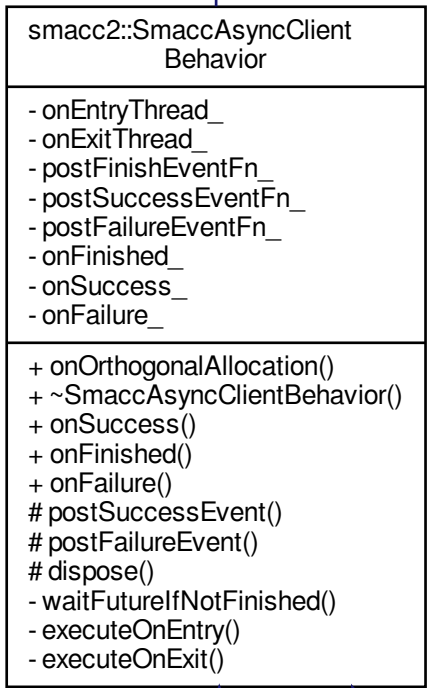 smacc2::SmaccAsyncClient
Behavior
- onEntryThread_
- onExitThread_
- postFinishEventFn_
- postSuccessEventFn_
- postFailureEventFn_
- onFinished_
- onSuccess_
- onFailure_
+ onOrthogonalAllocation()
+ ~SmaccAsyncClientBehavior()
+ onSuccess()
+ onFinished()
+ onFailure()
# postSuccessEvent()
# postFailureEvent()
# dispose()
- waitFutureIfNotFinished()
- executeOnEntry()
- executeOnExit()